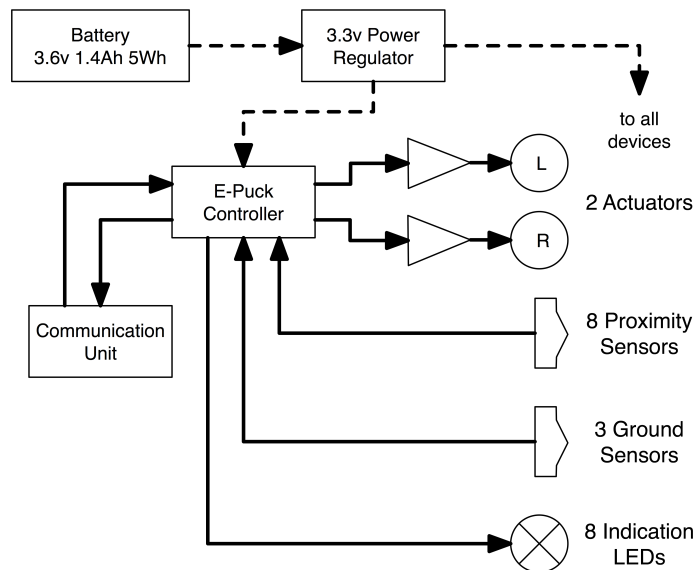 Battery
3.6v 1.4Ah 5Wh
3.3v Power
Regulator
to all
devices
E-Puck
Controller
L
2 Actuators
R
Communication
Unit
8 Proximity
Sensors
3 Ground
Sensors
8 Indication
LEDs